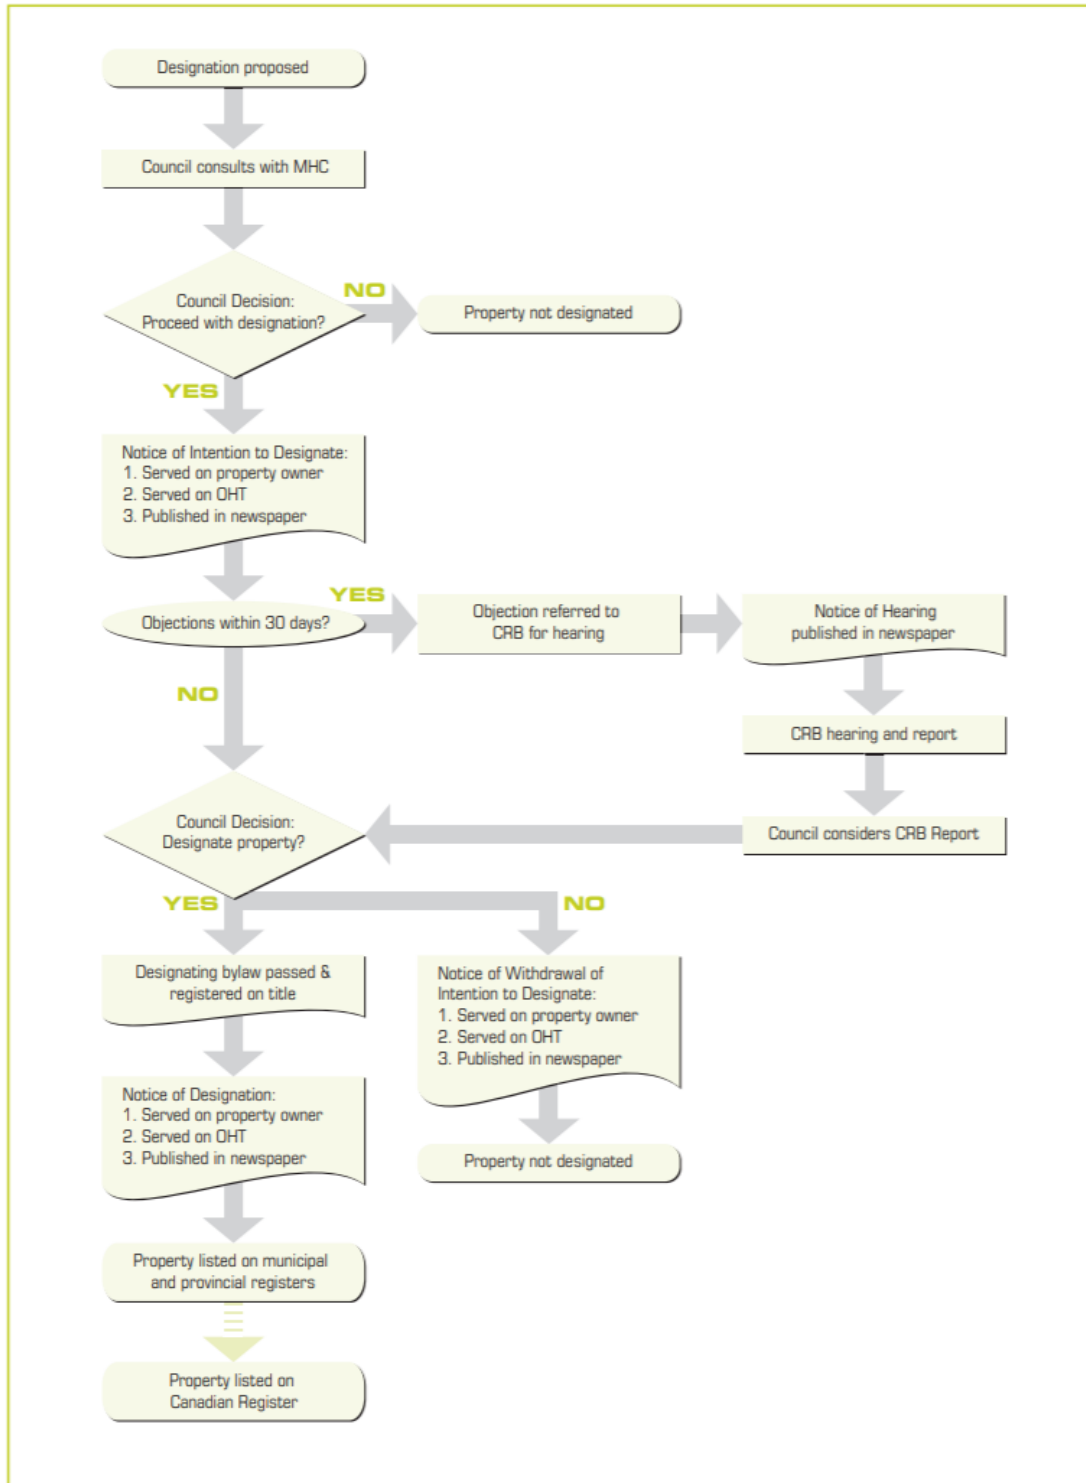 Designation proposed
Council consults with MHC
Council Decision:
Proceed with designation?
NO
Property not designated
YES
Notice of Intention to Designate:
1. Served on property owner
2. Served on OHT
3. Published in newspaper
Objections within 30 days?
YES
Objection referred to
CRB for hearing
Notice of Hearing
published in newspaper
NO
CRB hearing and report
Council considers CRB Report
Council Decision:
Designate property?
YES
NO
Designating bylaw passed &
registered on title
Notice of Withdrawal of
Intention to Designate:
1. Served on property owner
2. Served on OHT
3. Published in newspaper
Notice of Designation:
1. Served on property owner
2. Served on OHT
3. Published in newspaper
Property not designated
Property listed on municipal
and provincial registers
Property listed on
Canadian Register